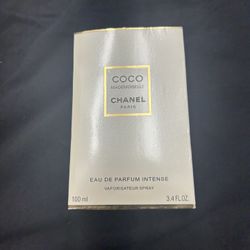 COCO
MADEMOISELLE
CHANEL
PARIS
EAU DE PARFUM INTENSE
VAPORISATEUR SPRAY
100 ml 3.4 FL.OZ.